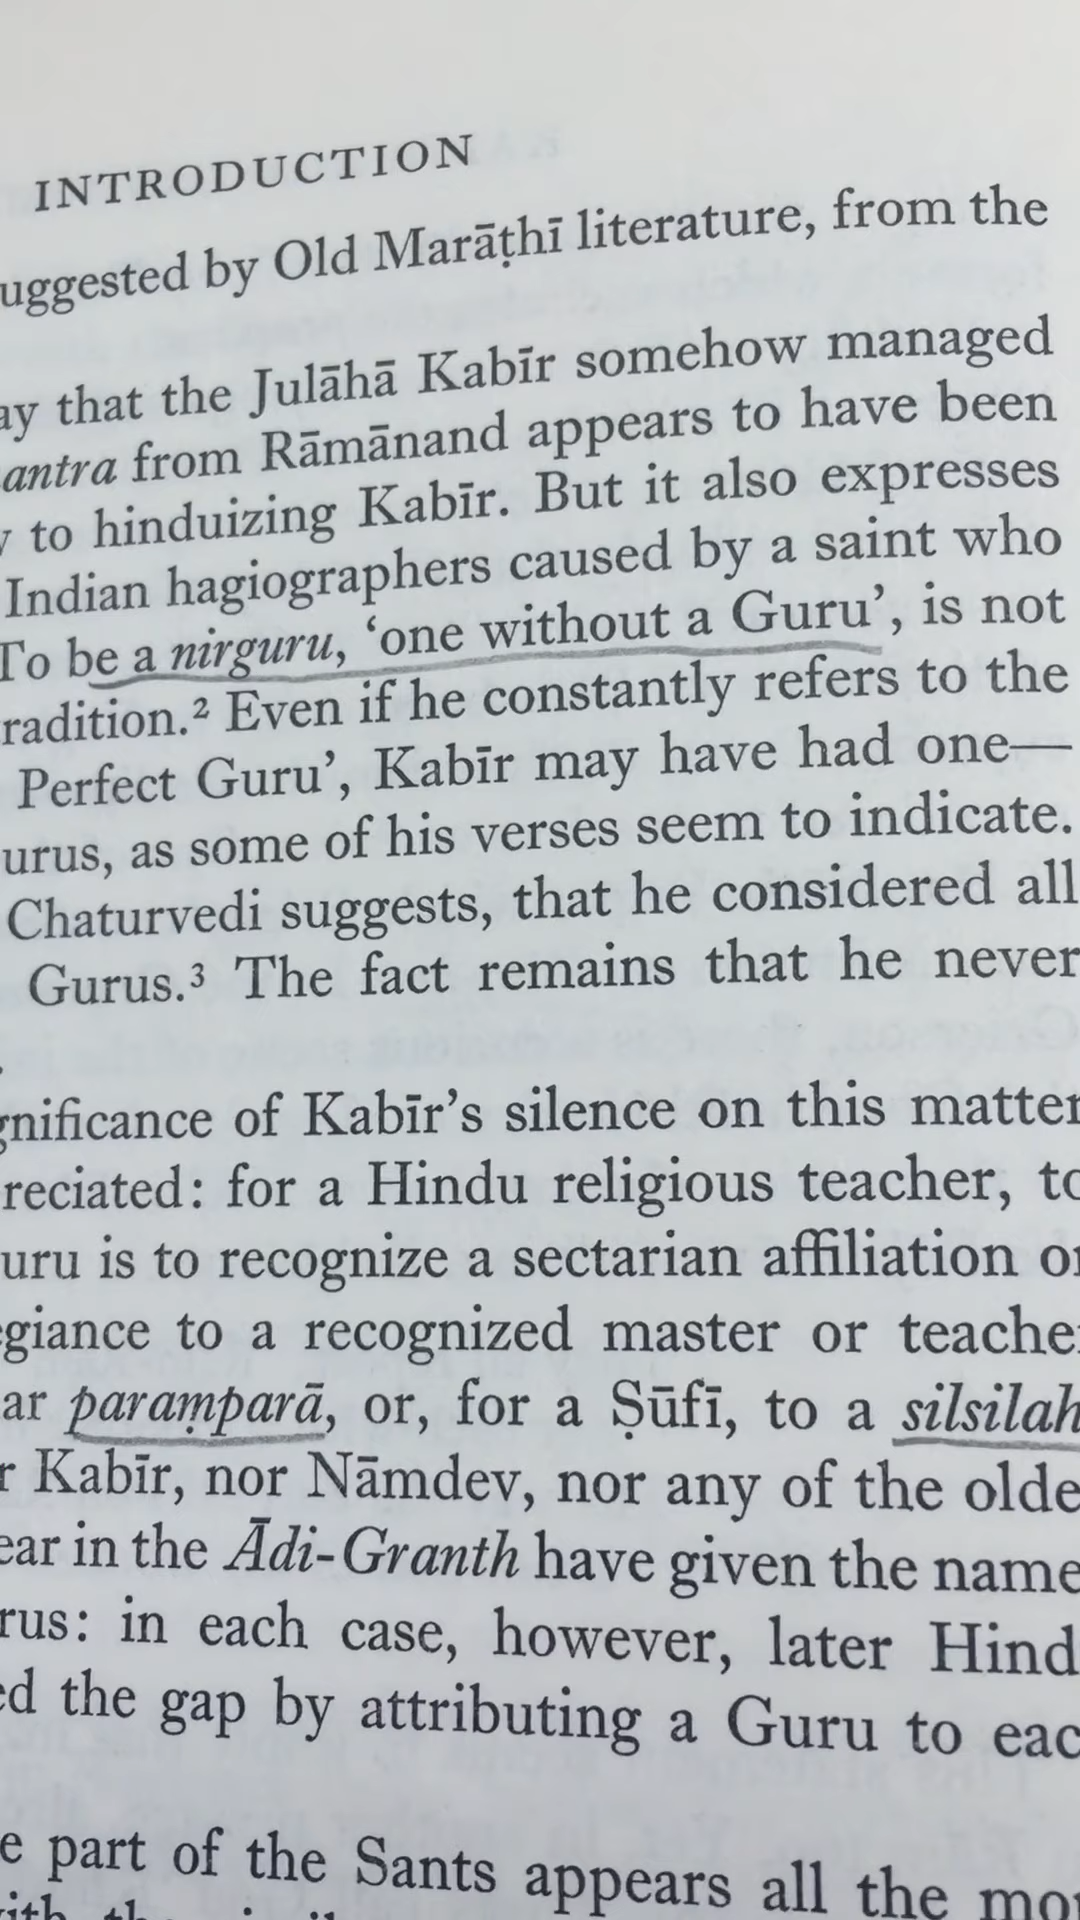 INTRODUCTION
uggested by Old Marāṭhī literature, from the
ay that the Julāhā Kabīr somehow managed
antra from Rāmānand appears to have been
y to hinduizing Kabīr. But it also expresses
Indian hagiographers caused by a saint who
To be a nirguru, ‘one without a Guru’, is not
radition.² Even if he constantly refers to the
Perfect Guru’, Kabīr may have had one—
urus, as some of his verses seem to indicate.
Chaturvedi suggests, that he considered all
Gurus.³ The fact remains that he never
gnificance of Kabīr’s silence on this matter
reciated: for a Hindu religious teacher, to
uru is to recognize a sectarian affiliation or
egiance to a recognized master or teacher
ar paraṃparā, or, for a Ṣūfī, to a silsilah
r Kabīr, nor Nāmdev, nor any of the olde
ear in the Ādi-Granth have given the name
rus: in each case, however, later Hind
ed the gap by attributing a Guru to eac
e part of the Sants appears all the mor